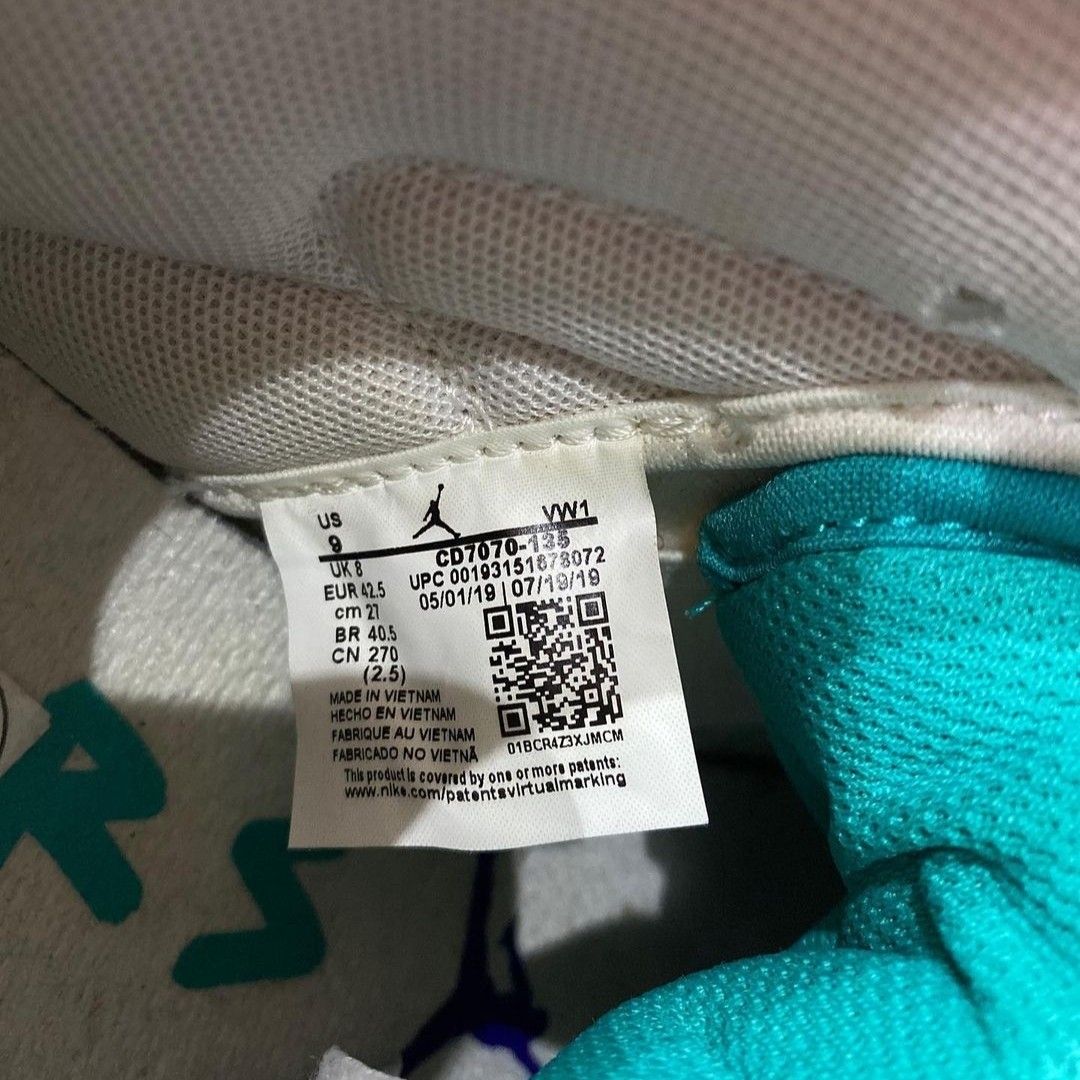 US
9
VW1
CD7070-135
UK 8
UPC 00193151878072
EUR 42.5
05/01/19 | 07/19/19
cm 27
BR 40.5
CN 270
(2.5)
MADE IN VIETNAM
HECHO EN VIETNAM
FABRIQUE AU VIETNAM
FABRICADO NO VIETNÃ
01BCR4Z3XJMCM
This product is covered by one or more patents:
www.nike.com/patentsvirtualmarking